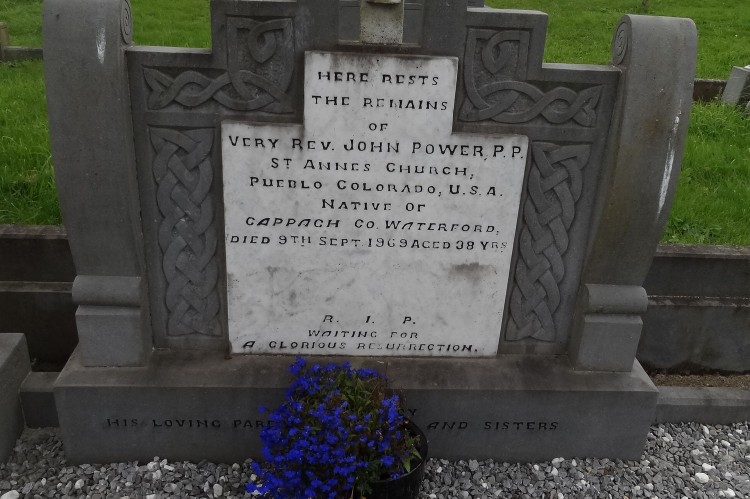 HERE RESTS
THE REMAINS
OF
VERY REV. JOHN POWER, P.P.
ST ANNES CHURCH,
PUEBLO COLORADO, U.S.A.
NATIVE OF
CAPPAGH CO. WATERFORD,
DIED 9TH SEPT 1969 AGED 38 YRS
R. I. P.
WAITING FOR
A GLORIOUS RESURRECTION.
HIS LOVING AND SISTERS